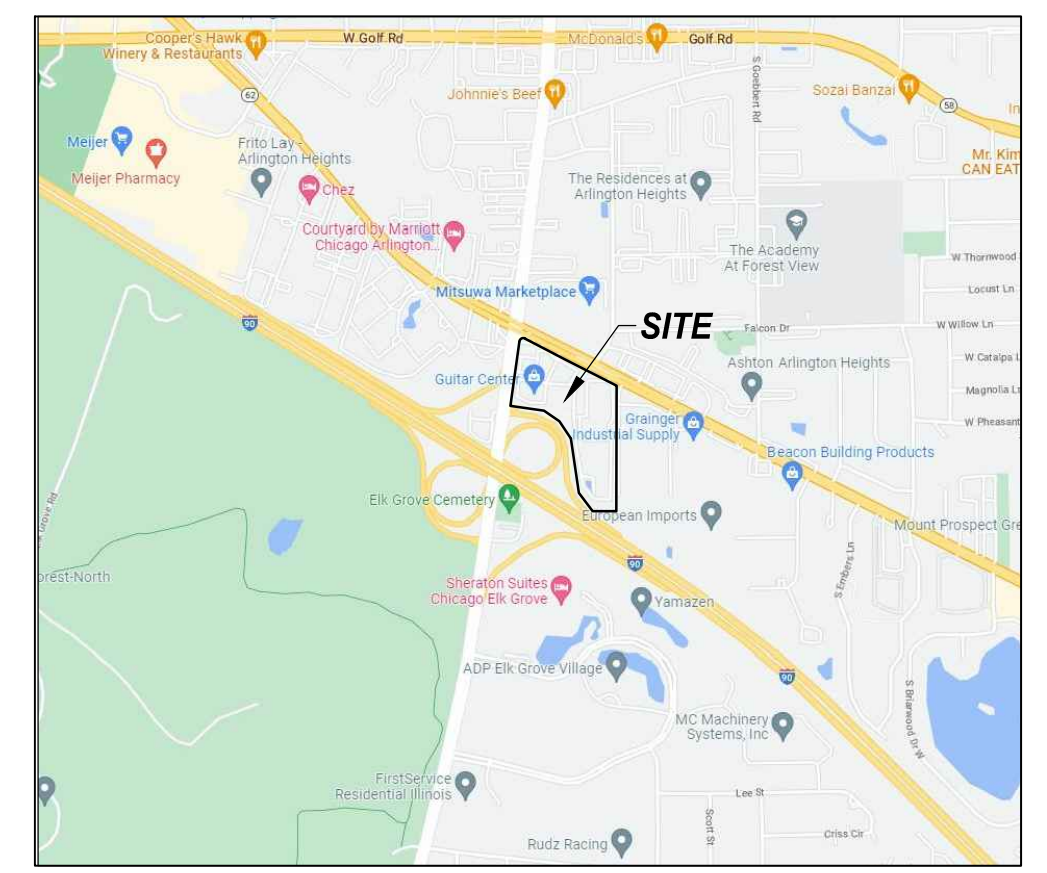 Cooper's Hawk
Winery & Restaurants
W Golf Rd
McDonald's
Golf Rd
62
Johnnie's Beef
S Goebbert Rd
Sozai Banzai
58
In
Meijer
Meijer Pharmacy
Frito Lay -
Arlington Heights
Chez
Mr. Kim
CAN EAT
The Residences at
Arlington Heights
Courtyard by Marriott
Chicago Arlington...
The Academy
At Forest View
W Thornwood
Locust Ln
Mitsuwa Marketplace
90
SITE
Falcon Dr
W Willow Ln
W Catalpa L
Ashton Arlington Heights
Guitar Center
Magnolia Ln
Grainger
Industrial Supply
W Pheasant
Beacon Building Products
Elk Grove Cemetery
Grove Rd
European Imports
Mount Prospect Gre
90
S Embers Ln
orest-North
Sheraton Suites
Chicago Elk Grove
Yamazen
ADP Elk Grove Village
90
S Briarwood Dr W
MC Machinery
Systems, Inc
FirstService
Residential Illinois
Lee St
Scott St
Criss Cir
Rudz Racing